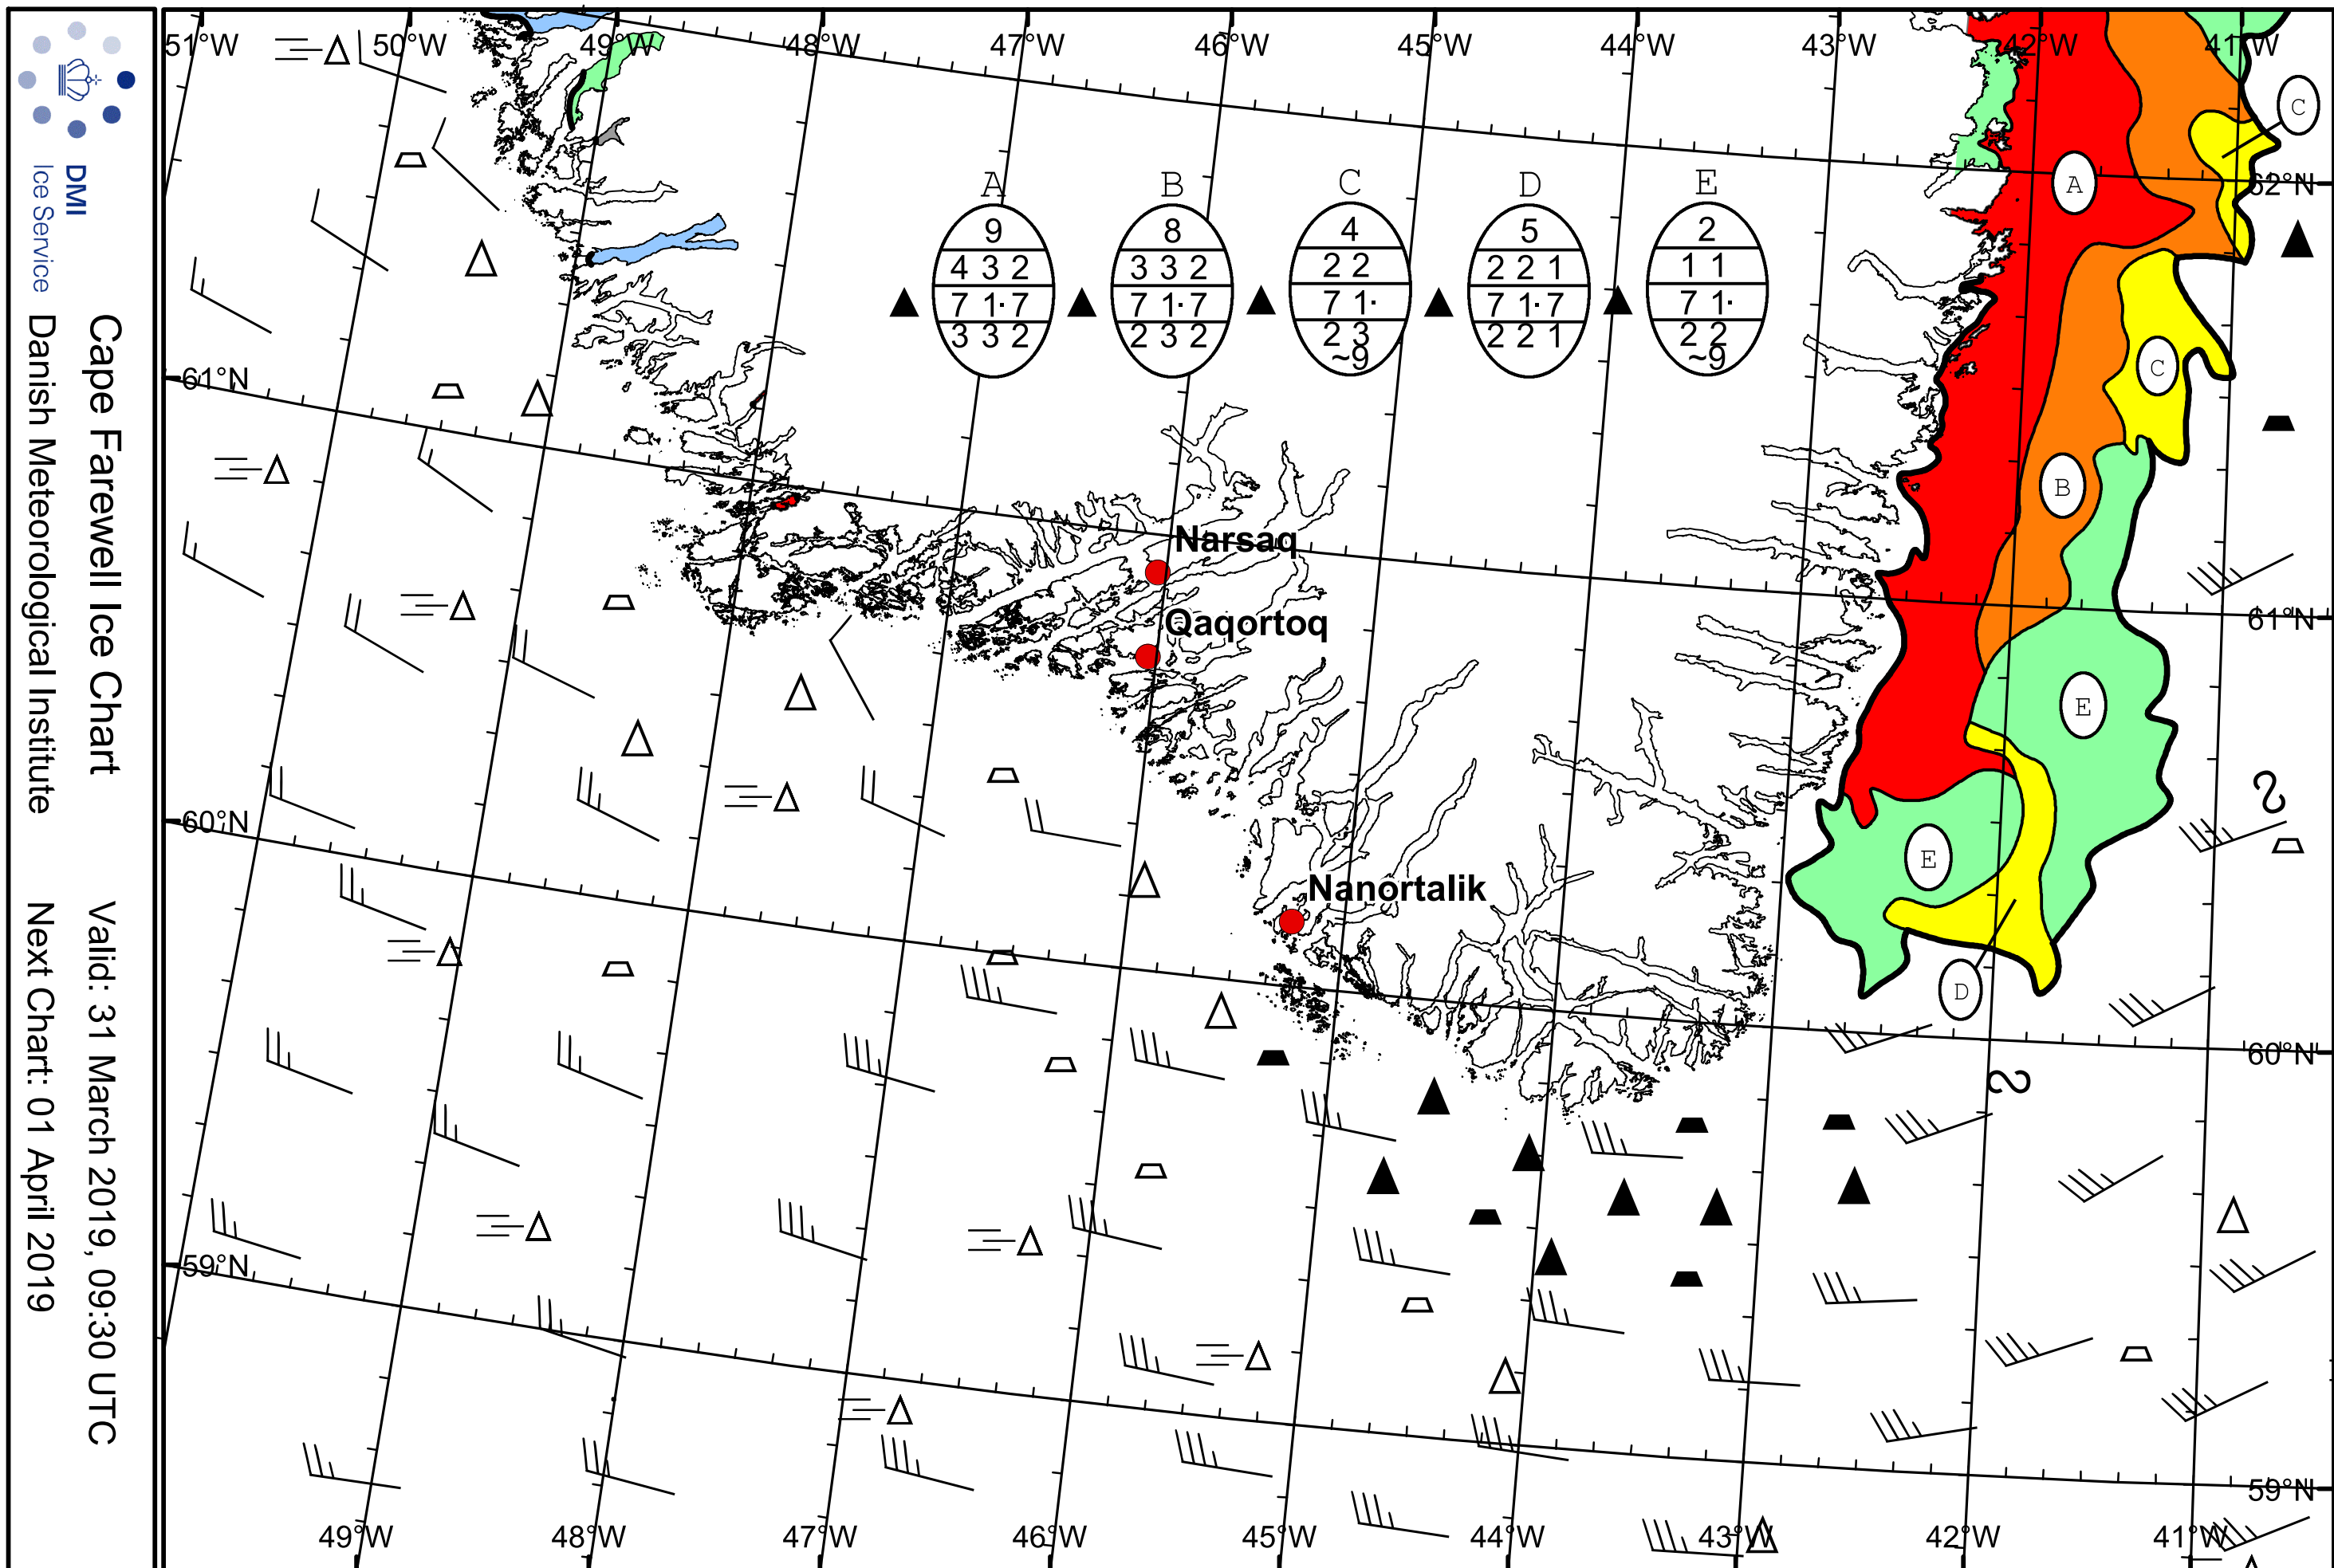 DMI
Ice Service
Cape Farewell Ice Chart
Danish Meteorological Institute
Valid: 31 March 2019, 09:30 UTC
Next Chart: 01 April 2019
51°W 50°W 49°W 48°W 47°W 46°W 45°W 44°W 43°W 42°W 41°W
C
A
62°N
A B C D E
9 8 4 5 2
4 3 2 3 3 2 2 2 2 2 1 1 1
7 1· 7 7 1· 7 7 1· 7 1· 7 7 1·
3 3 2 2 3 2 2 3 2 2 1 2 2
~9 ~9
C
61°N
B
Narsaq
61°N
Qaqortoq
E
60°N
E
Nanortalik
D
60°N
59°N
59°N
49°W 48°W 47°W 46°W 45°W 44°W 43°W 42°W 41°W